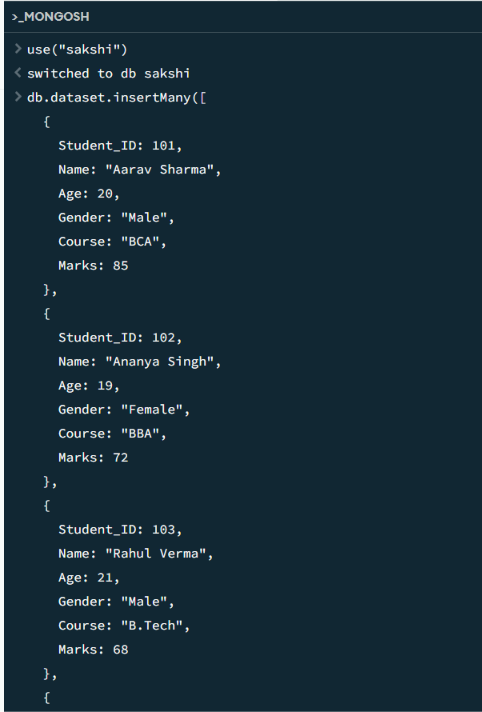 >_MONGOSH
> use("sakshi")
< switched to db sakshi
> db.dataset.insertMany([
{
Student_ID: 101,
Name: "Aarav Sharma",
Age: 20,
Gender: "Male",
Course: "BCA",
Marks: 85
},
{
Student_ID: 102,
Name: "Ananya Singh",
Age: 19,
Gender: "Female",
Course: "BBA",
Marks: 72
},
{
Student_ID: 103,
Name: "Rahul Verma",
Age: 21,
Gender: "Male",
Course: "B.Tech",
Marks: 68
},
{